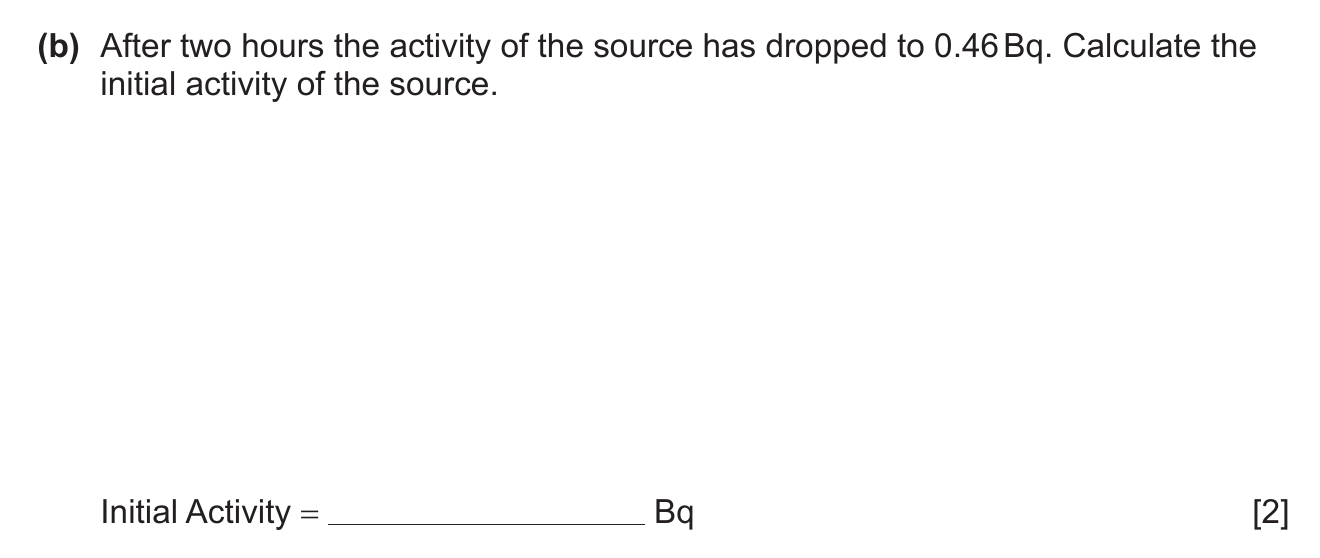 (b) After two hours the activity of the source has dropped to 0.46 Bq. Calculate the
initial activity of the source.
Initial Activity = ____________________ Bq [2]